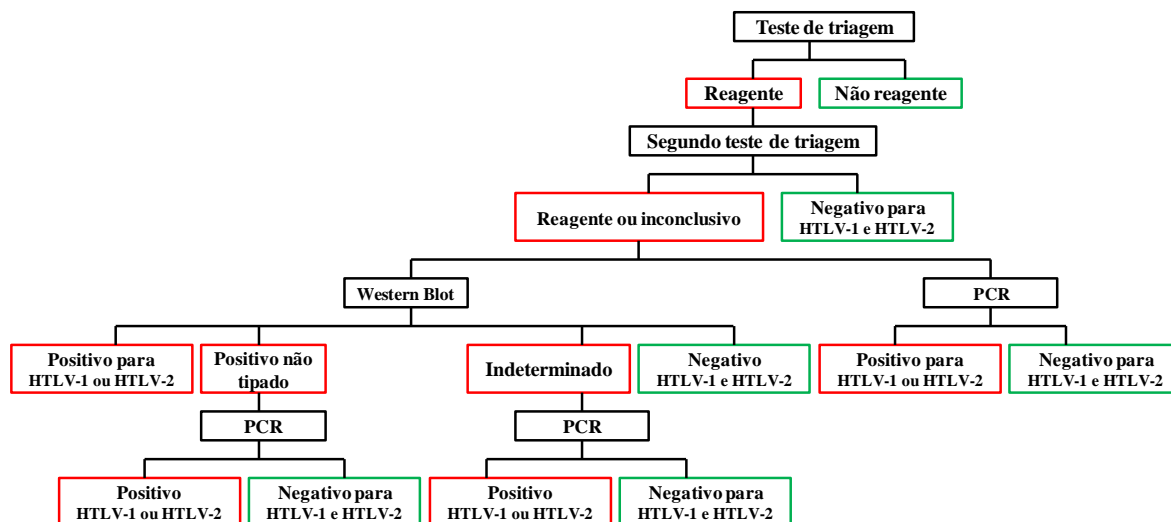 Teste de triagem
Reagente
Não reagente
Segundo teste de triagem
Reagente ou inconclusivo
Negativo para
HTLV-1 e HTLV-2
Western Blot
PCR
Positivo para
HTLV-1 ou HTLV-2
Positivo não
tipado
Indeterminado
Negativo
HTLV-1 e HTLV-2
Positivo para
HTLV-1 ou HTLV-2
Negativo para
HTLV-1 e HTLV-2
PCR
PCR
Positivo
HTLV-1 ou HTLV-2
Negativo para
HTLV-1 e HTLV-2
Positivo
HTLV-1 ou HTLV-2
Negativo para
HTLV-1 e HTLV-2